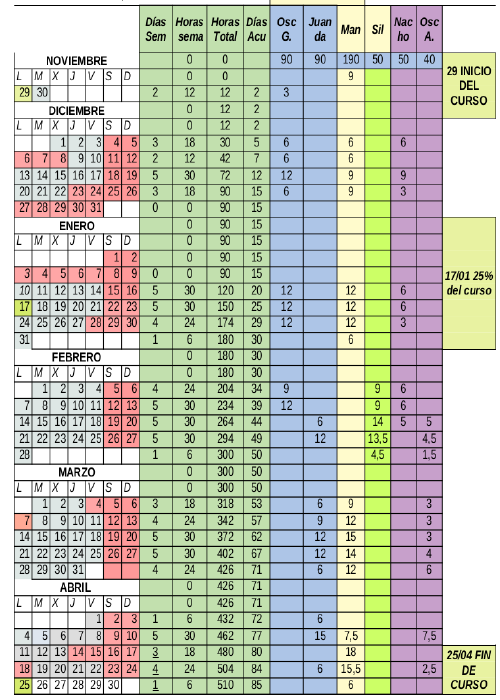 Días Sem Horas sema Horas Total Días Acu Osc G. Juan da Man Sil Nac ho Osc A.
NOVIEMBRE 0 0 90 90 190 50 50 40
L M X J V S D 0 0 9
29 30 2 12 12 2 3
29 INICIO
DEL
CURSO
DICIEMBRE 0 12 2
L M X J V S D 0 12 2
1 2 3 4 5 3 18 30 5 6 6 6
6 7 8 9 10 11 12 2 12 42 7 6 6
13 14 15 16 17 18 19 5 30 72 12 12 9 9
20 21 22 23 24 25 26 3 18 90 15 6 9 3
27 28 29 30 31 0 0 90 15
ENERO 0 90 15
L M X J V S D 0 90 15
1 2 0 90 15
3 4 5 6 7 8 9 0 0 90 15
17/01 25%
del curso
10 11 12 13 14 15 16 5 30 120 20 12 12 6
17 18 19 20 21 22 23 5 30 150 25 12 12 6
24 25 26 27 28 29 30 4 24 174 29 12 12 3
31 1 6 180 30 6
FEBRERO 0 180 30
L M X J V S D 0 180 30
1 2 3 4 5 6 4 24 204 34 9 9 6
7 8 9 10 11 12 13 5 30 234 39 12 9 6
14 15 16 17 18 19 20 5 30 264 44 6 14 5 5
21 22 23 24 25 26 27 5 30 294 49 12 13,5 4,5
28 1 6 300 50 4,5 1,5
MARZO 0 300 50
L M X J V S D 0 300 50
1 2 3 4 5 6 3 18 318 53 6 9 3
7 8 9 10 11 12 13 4 24 342 57 9 12 3
14 15 16 17 18 19 20 5 30 372 62 12 15 3
21 22 23 24 25 26 27 5 30 402 67 12 14 4
28 29 30 31 4 24 426 71 6 12 6
ABRIL 0 426 71
L M X J V S D 0 426 71
1 2 3 1 6 432 72 6
4 5 6 7 8 9 10 5 30 462 77 15 7,5 7,5
11 12 13 14 15 16 17 3 18 480 80 18
18 19 20 21 22 23 24 4 24 504 84 6 15,5 2,5
25 26 27 28 29 30 1 6 510 85 6
25/04 FIN
DE
CURSO